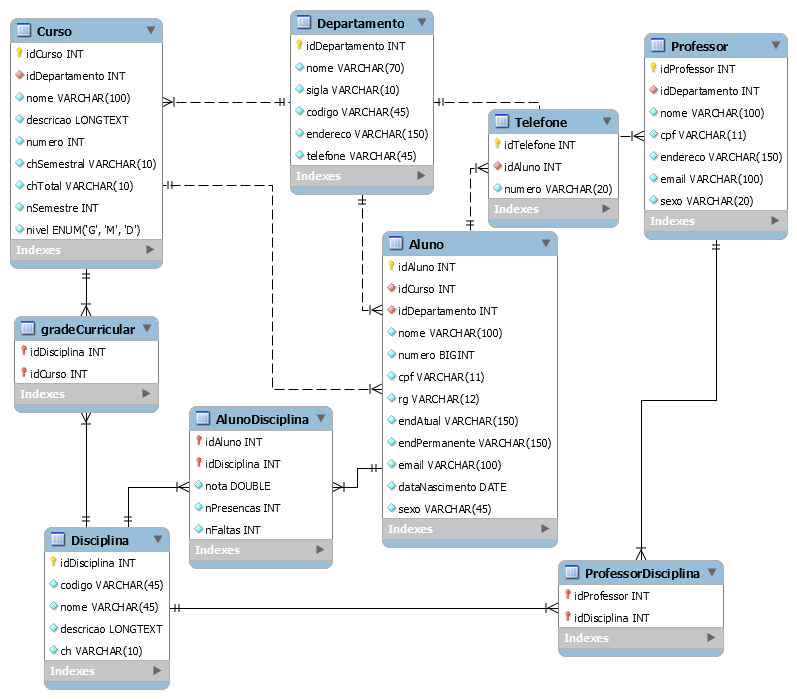 Curso
idCurso INT
idDepartamento INT
nome VARCHAR(100)
descricao LONGTEXT
numero INT
chSemestral VARCHAR(10)
chTotal VARCHAR(10)
nSemestre INT
nivel ENUM('G', 'M', 'D')
Indexes
Departamento
idDepartamento INT
nome VARCHAR(70)
sigla VARCHAR(10)
codigo VARCHAR(45)
endereco VARCHAR(150)
telefone VARCHAR(45)
Indexes
Telefone
idTelefone INT
idAluno INT
numero VARCHAR(20)
Indexes
Professor
idProfessor INT
idDepartamento INT
nome VARCHAR(100)
cpf VARCHAR(11)
endereco VARCHAR(150)
email VARCHAR(100)
sexo VARCHAR(20)
Indexes
Aluno
idAluno INT
idCurso INT
idDepartamento INT
nome VARCHAR(100)
numero BIGINT
cpf VARCHAR(11)
rg VARCHAR(12)
endAtual VARCHAR(150)
endPermanente VARCHAR(150)
email VARCHAR(100)
dataNascimento DATE
sexo VARCHAR(45)
Indexes
gradeCurricular
idDisciplina INT
idCurso INT
Indexes
AlunoDisciplina
idAluno INT
idDisciplina INT
nota DOUBLE
nPresencas INT
nFaltas INT
Indexes
Disciplina
idDisciplina INT
codigo VARCHAR(45)
nome VARCHAR(45)
descricao LONGTEXT
ch VARCHAR(10)
Indexes
ProfessorDisciplina
idProfessor INT
idDisciplina INT
Indexes